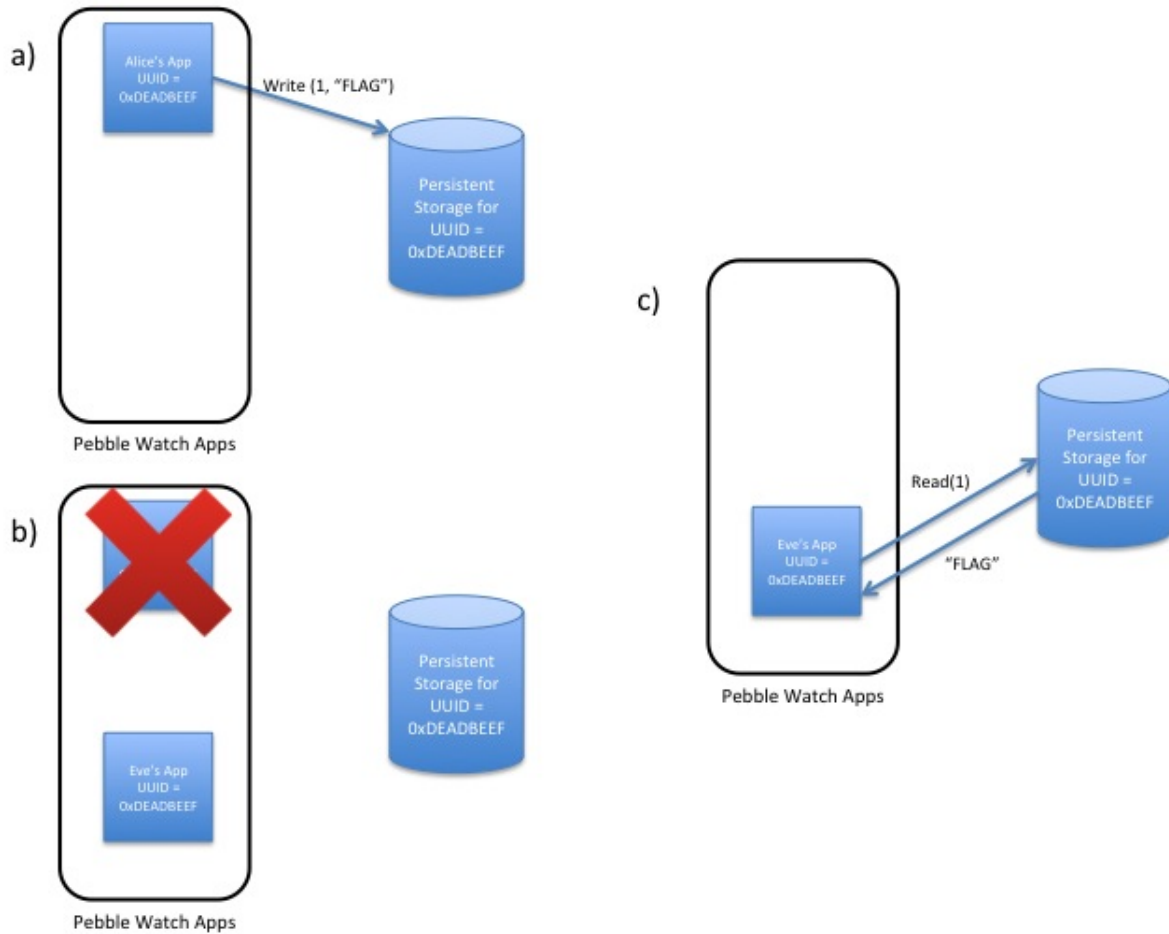 a)
Alice's App
UUID =
0xDEADBEEF
Write (1, “FLAG”)
Persistent
Storage for
UUID =
0xDEADBEEF
Pebble Watch Apps
b)
Eve's App
UUID =
0xDEADBEEF
Persistent
Storage for
UUID =
0xDEADBEEF
Pebble Watch Apps
c)
Persistent
Storage for
UUID =
0xDEADBEEF
Read(1)
“FLAG”
Eve's App
UUID =
0xDEADBEEF
Pebble Watch Apps